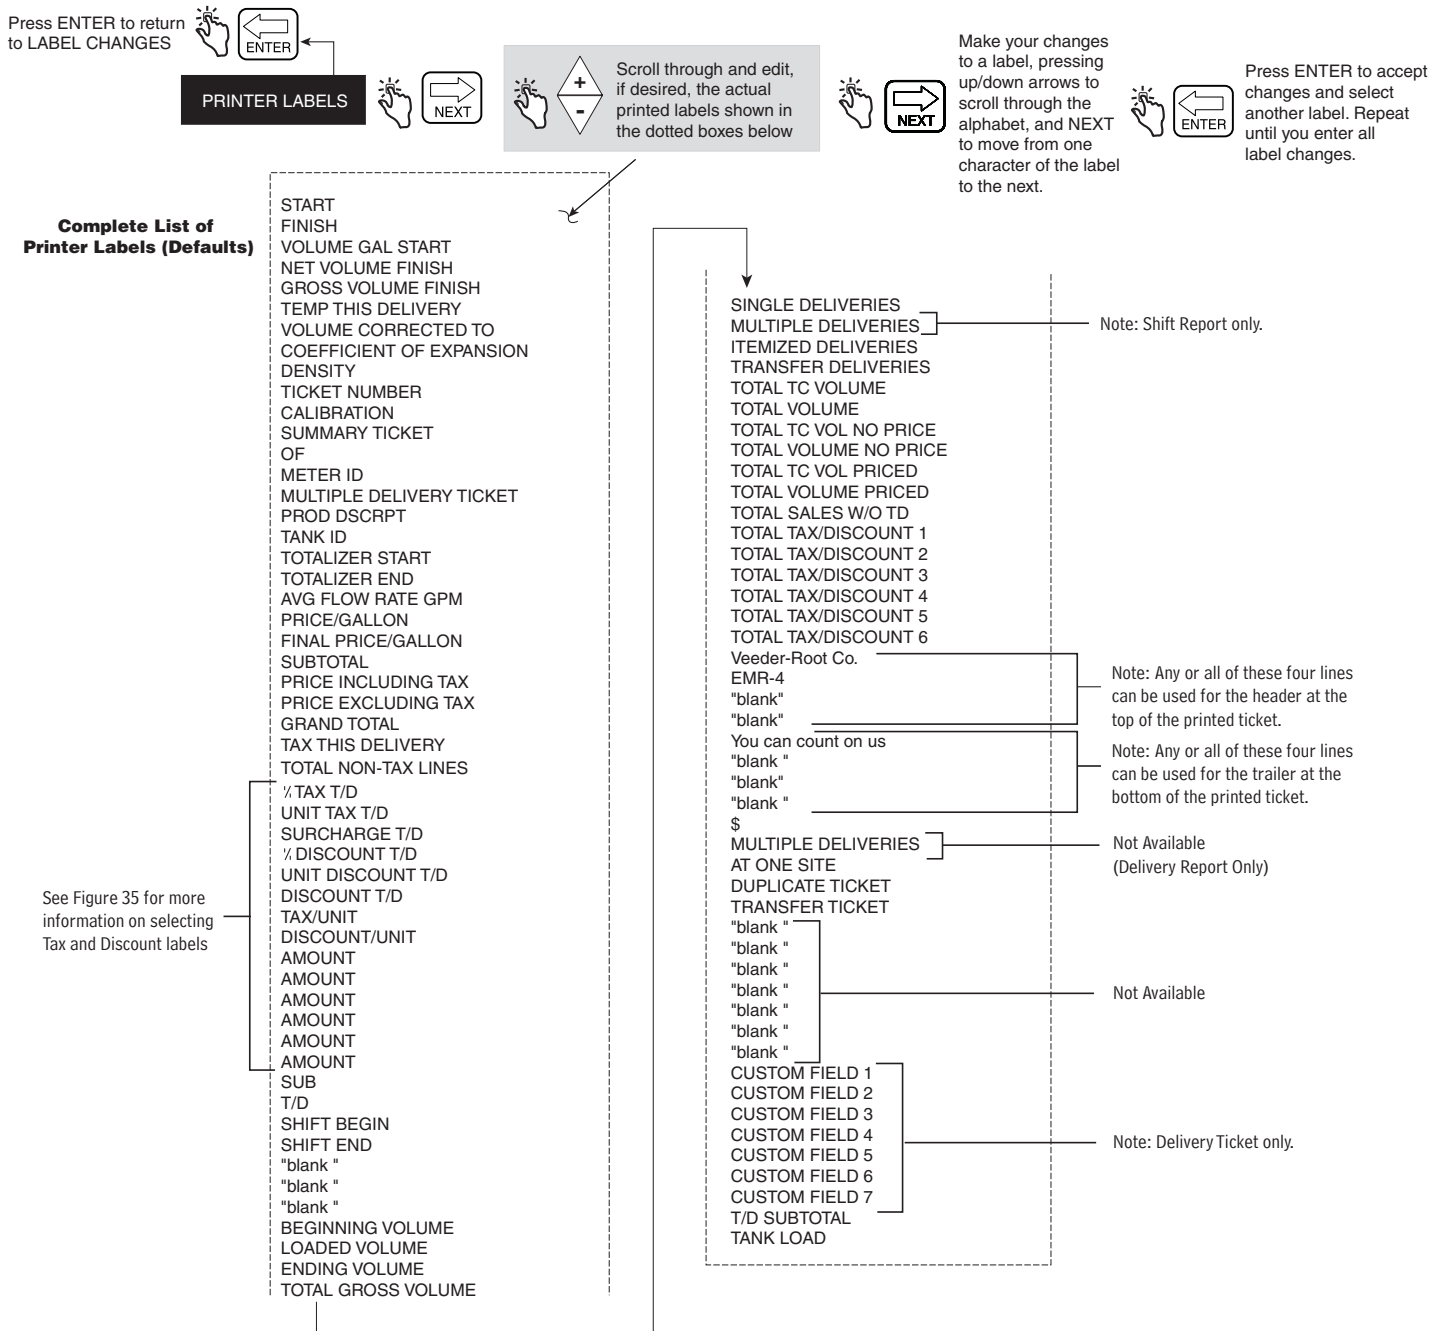 Press ENTER to return
to LABEL CHANGES
ENTER
PRINTER LABELS
NEXT
+
-
Scroll through and edit,
if desired, the actual
printed labels shown in
the dotted boxes below
NEXT
Make your changes
to a label, pressing
up/down arrows to
scroll through the
alphabet, and NEXT
to move from one
character of the label
to the next.
ENTER
Press ENTER to accept
changes and select
another label. Repeat
until you enter all
label changes.
Complete List of
Printer Labels (Defaults)
START
FINISH
VOLUME GAL START
NET VOLUME FINISH
GROSS VOLUME FINISH
TEMP THIS DELIVERY
VOLUME CORRECTED TO
COEFFICIENT OF EXPANSION
DENSITY
TICKET NUMBER
CALIBRATION
SUMMARY TICKET
OF
METER ID
MULTIPLE DELIVERY TICKET
PROD DSCRPT
TANK ID
TOTALIZER START
TOTALIZER END
AVG FLOW RATE GPM
PRICE/GALLON
FINAL PRICE/GALLON
SUBTOTAL
PRICE INCLUDING TAX
PRICE EXCLUDING TAX
GRAND TOTAL
TAX THIS DELIVERY
TOTAL NON-TAX LINES
% TAX T/D
UNIT TAX T/D
SURCHARGE T/D
% DISCOUNT T/D
UNIT DISCOUNT T/D
DISCOUNT T/D
TAX/UNIT
DISCOUNT/UNIT
AMOUNT
AMOUNT
AMOUNT
AMOUNT
AMOUNT
AMOUNT
SUB
T/D
SHIFT BEGIN
SHIFT END
"blank "
"blank "
"blank "
BEGINNING VOLUME
LOADED VOLUME
ENDING VOLUME
TOTAL GROSS VOLUME
See Figure 35 for more
information on selecting
Tax and Discount labels
SINGLE DELIVERIES
MULTIPLE DELIVERIES
ITEMIZED DELIVERIES
TRANSFER DELIVERIES
TOTAL TC VOLUME
TOTAL VOLUME
TOTAL TC VOL NO PRICE
TOTAL VOLUME NO PRICE
TOTAL TC VOL PRICED
TOTAL VOLUME PRICED
TOTAL SALES W/O TD
TOTAL TAX/DISCOUNT 1
TOTAL TAX/DISCOUNT 2
TOTAL TAX/DISCOUNT 3
TOTAL TAX/DISCOUNT 4
TOTAL TAX/DISCOUNT 5
TOTAL TAX/DISCOUNT 6
Veeder-Root Co.
EMR-4
"blank"
"blank"
You can count on us
"blank "
"blank"
"blank "
$
MULTIPLE DELIVERIES
AT ONE SITE
DUPLICATE TICKET
TRANSFER TICKET
"blank "
"blank "
"blank "
"blank "
"blank "
"blank "
"blank "
CUSTOM FIELD 1
CUSTOM FIELD 2
CUSTOM FIELD 3
CUSTOM FIELD 4
CUSTOM FIELD 5
CUSTOM FIELD 6
CUSTOM FIELD 7
T/D SUBTOTAL
TANK LOAD
Note: Shift Report only.
Note: Any or all of these four lines
can be used for the header at the
top of the printed ticket.
Note: Any or all of these four lines
can be used for the trailer at the
bottom of the printed ticket.
Not Available
(Delivery Report Only)
Not Available
Note: Delivery Ticket only.